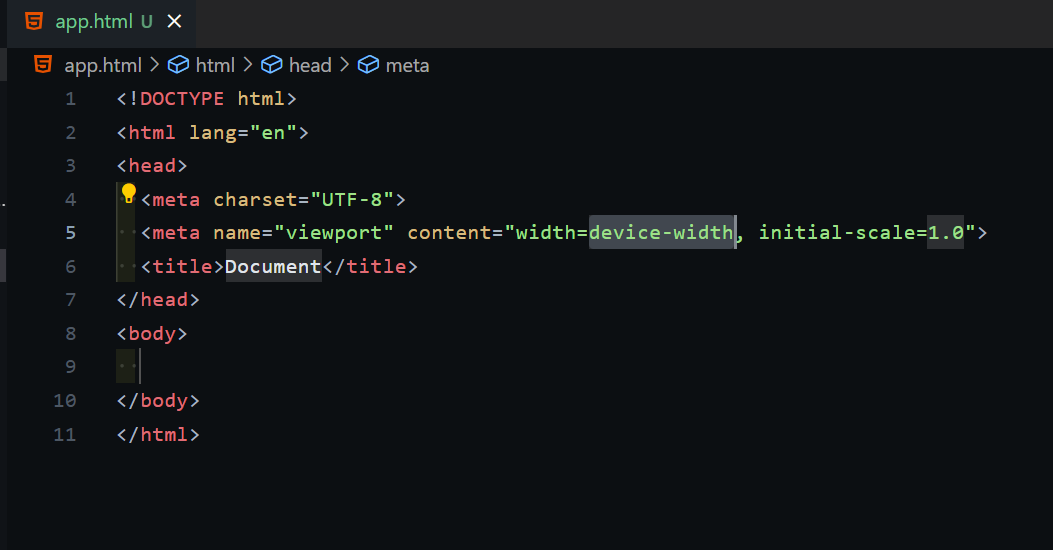 app.html U ×
app.html > html > head > meta
1 <!DOCTYPE html>
2 <html lang="en">
3 <head>
4 <meta charset="UTF-8">
5 <meta name="viewport" content="width=device-width, initial-scale=1.0">
6 <title>Document</title>
7 </head>
8 <body>
9
10 </body>
11 </html>